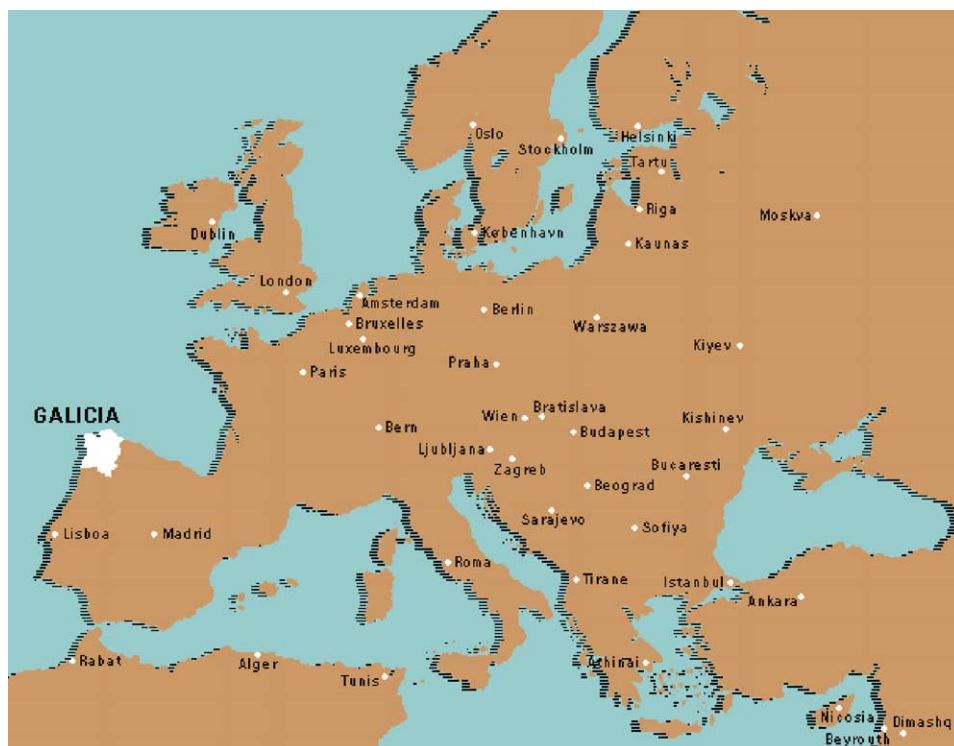 Oslo
Stockholm
Helsinki
Tartu
Riga
Moskva
Dublin
København
Kaunas
London
Amsterdam
Berlin
Bruxelles
Warszawa
Luxembourg
Kiyev
Praha
Paris
GALICIA
Bratislava
Wien
Kishinev
Bern
Budapest
Ljubljana
Zagreb
Bucaresti
Beograd
Sarajevo
Sofiya
Lisboa
Madrid
Roma
Tirane
Istanbul
Ankara
Rabat
Alger
Athinai
Tunis
Nicosia
Dimashq
Beyrouth